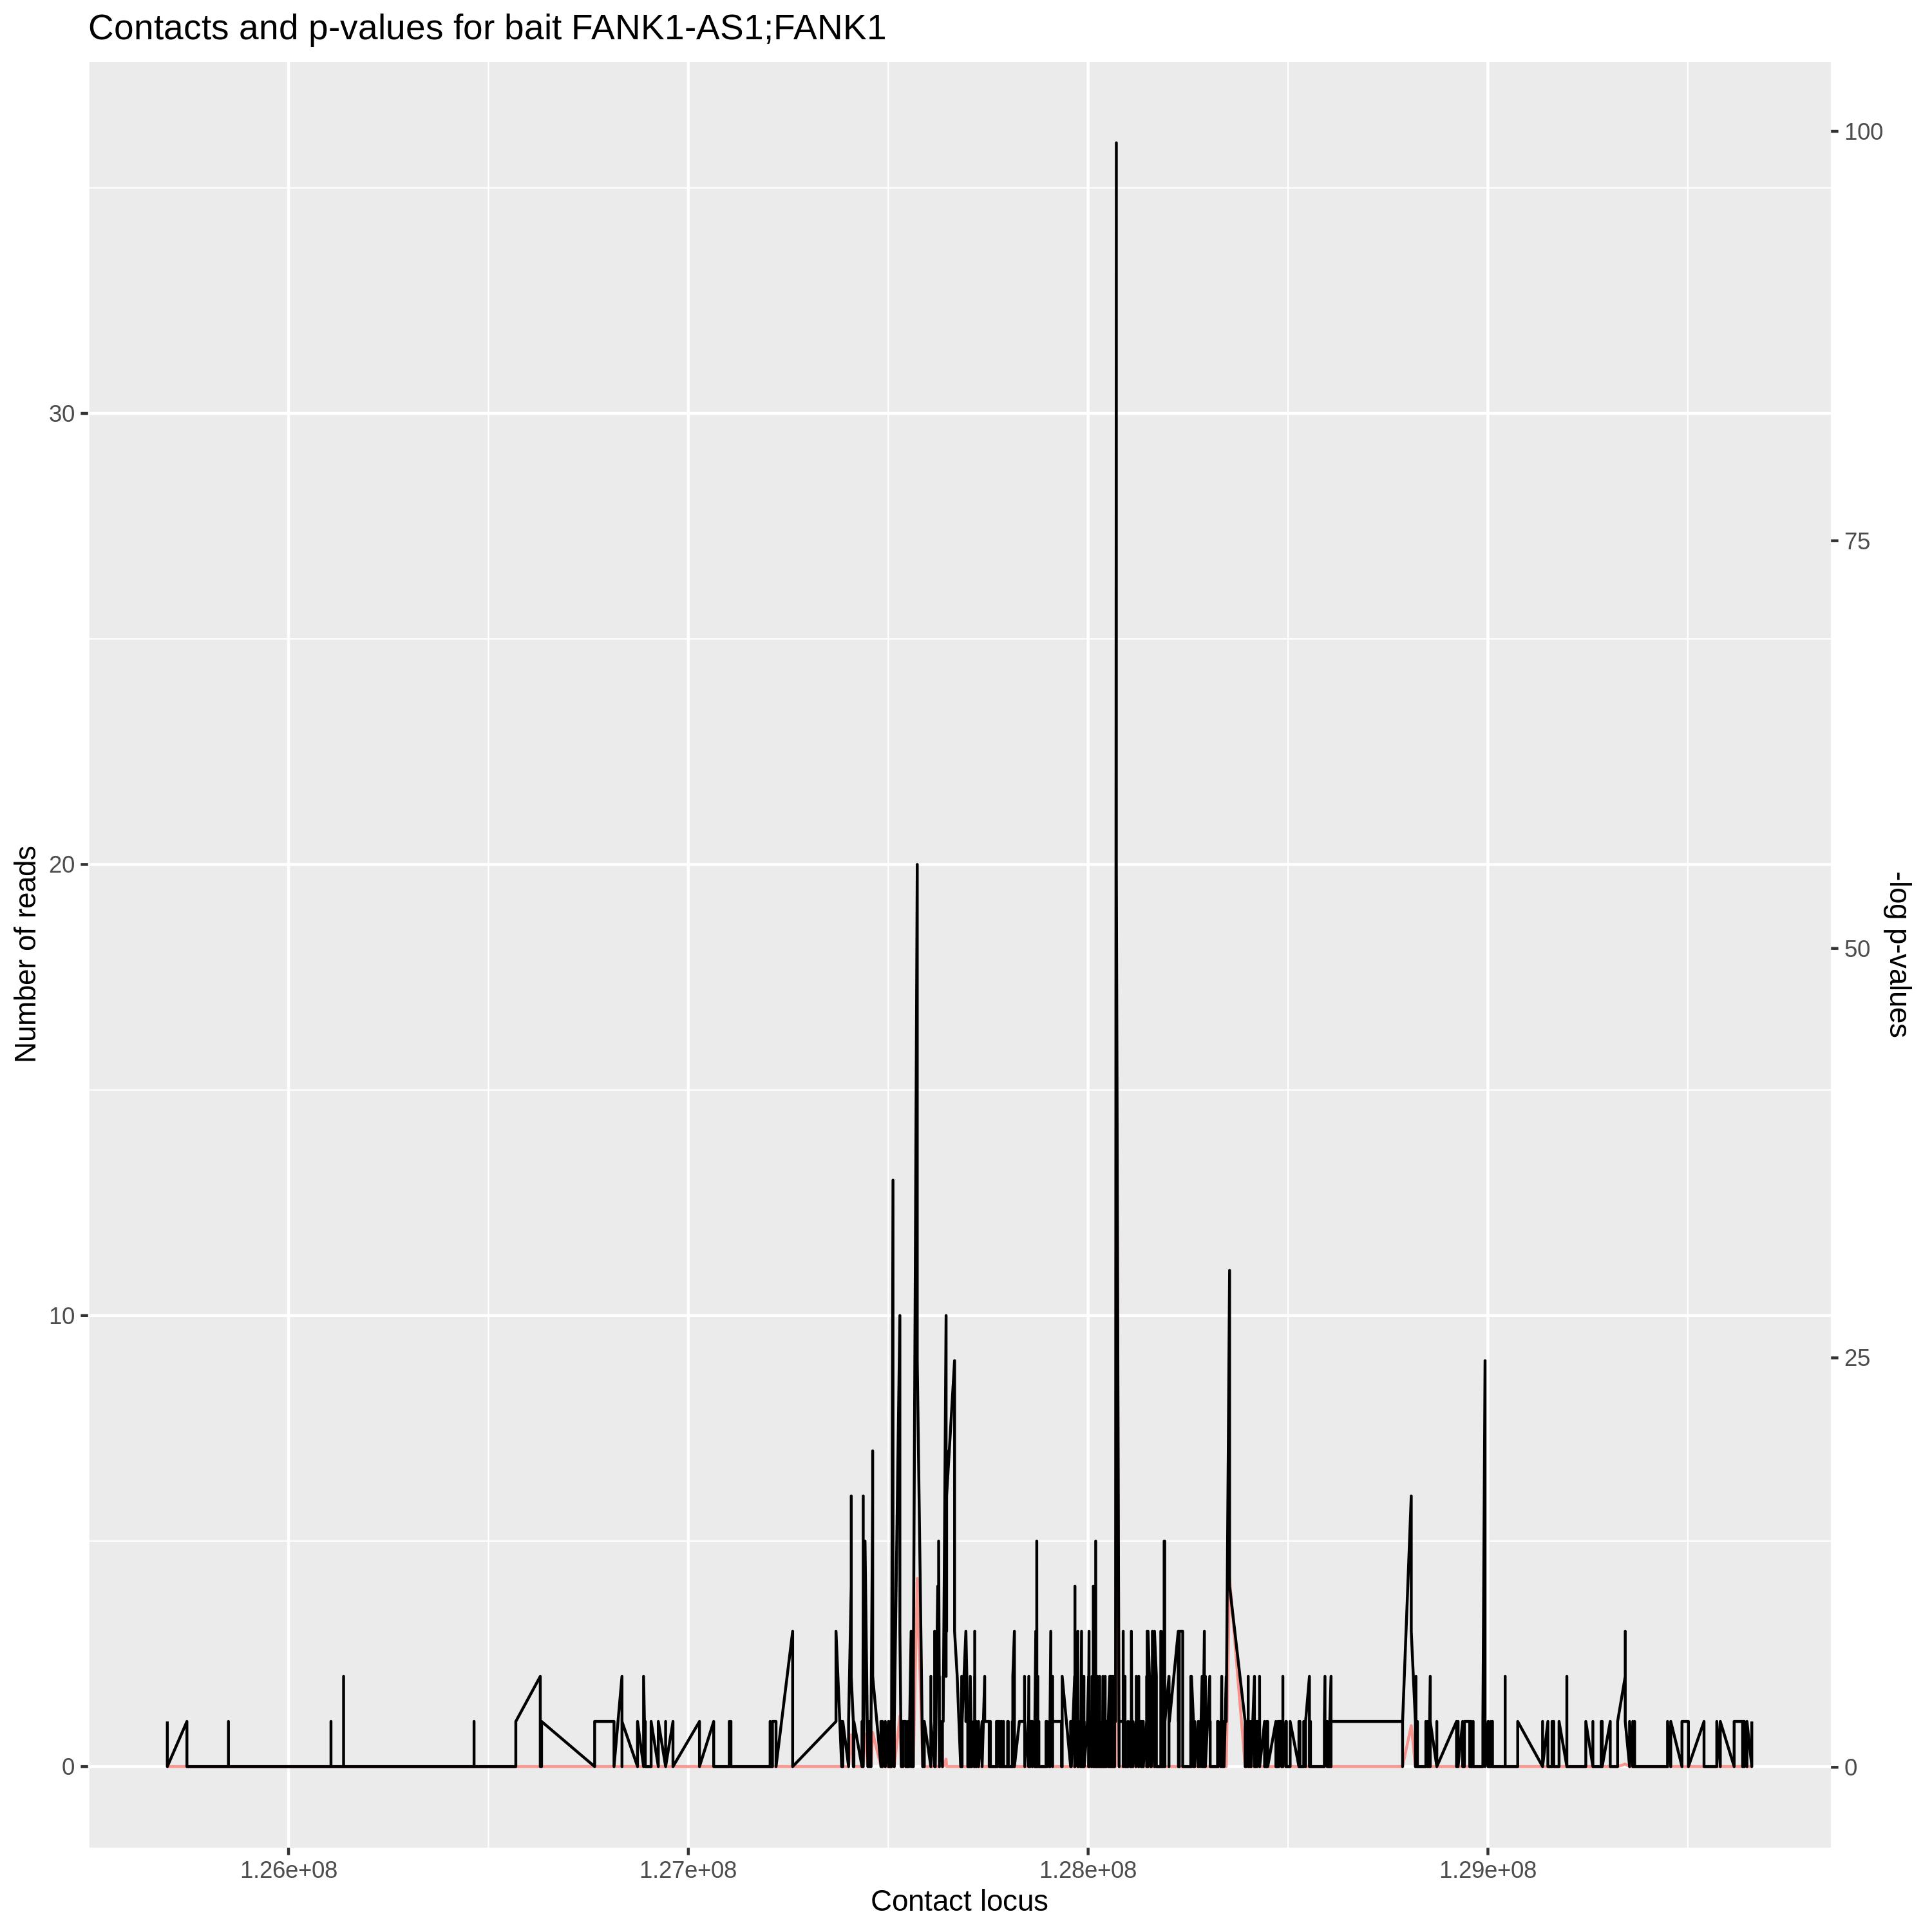 Contacts and p-values for bait FANK1-AS1;FANK1
100
75
50
25
0
-log p-values
30
20
10
0
Number of reads
1.26e+08
1.27e+08
1.28e+08
1.29e+08
Contact locus